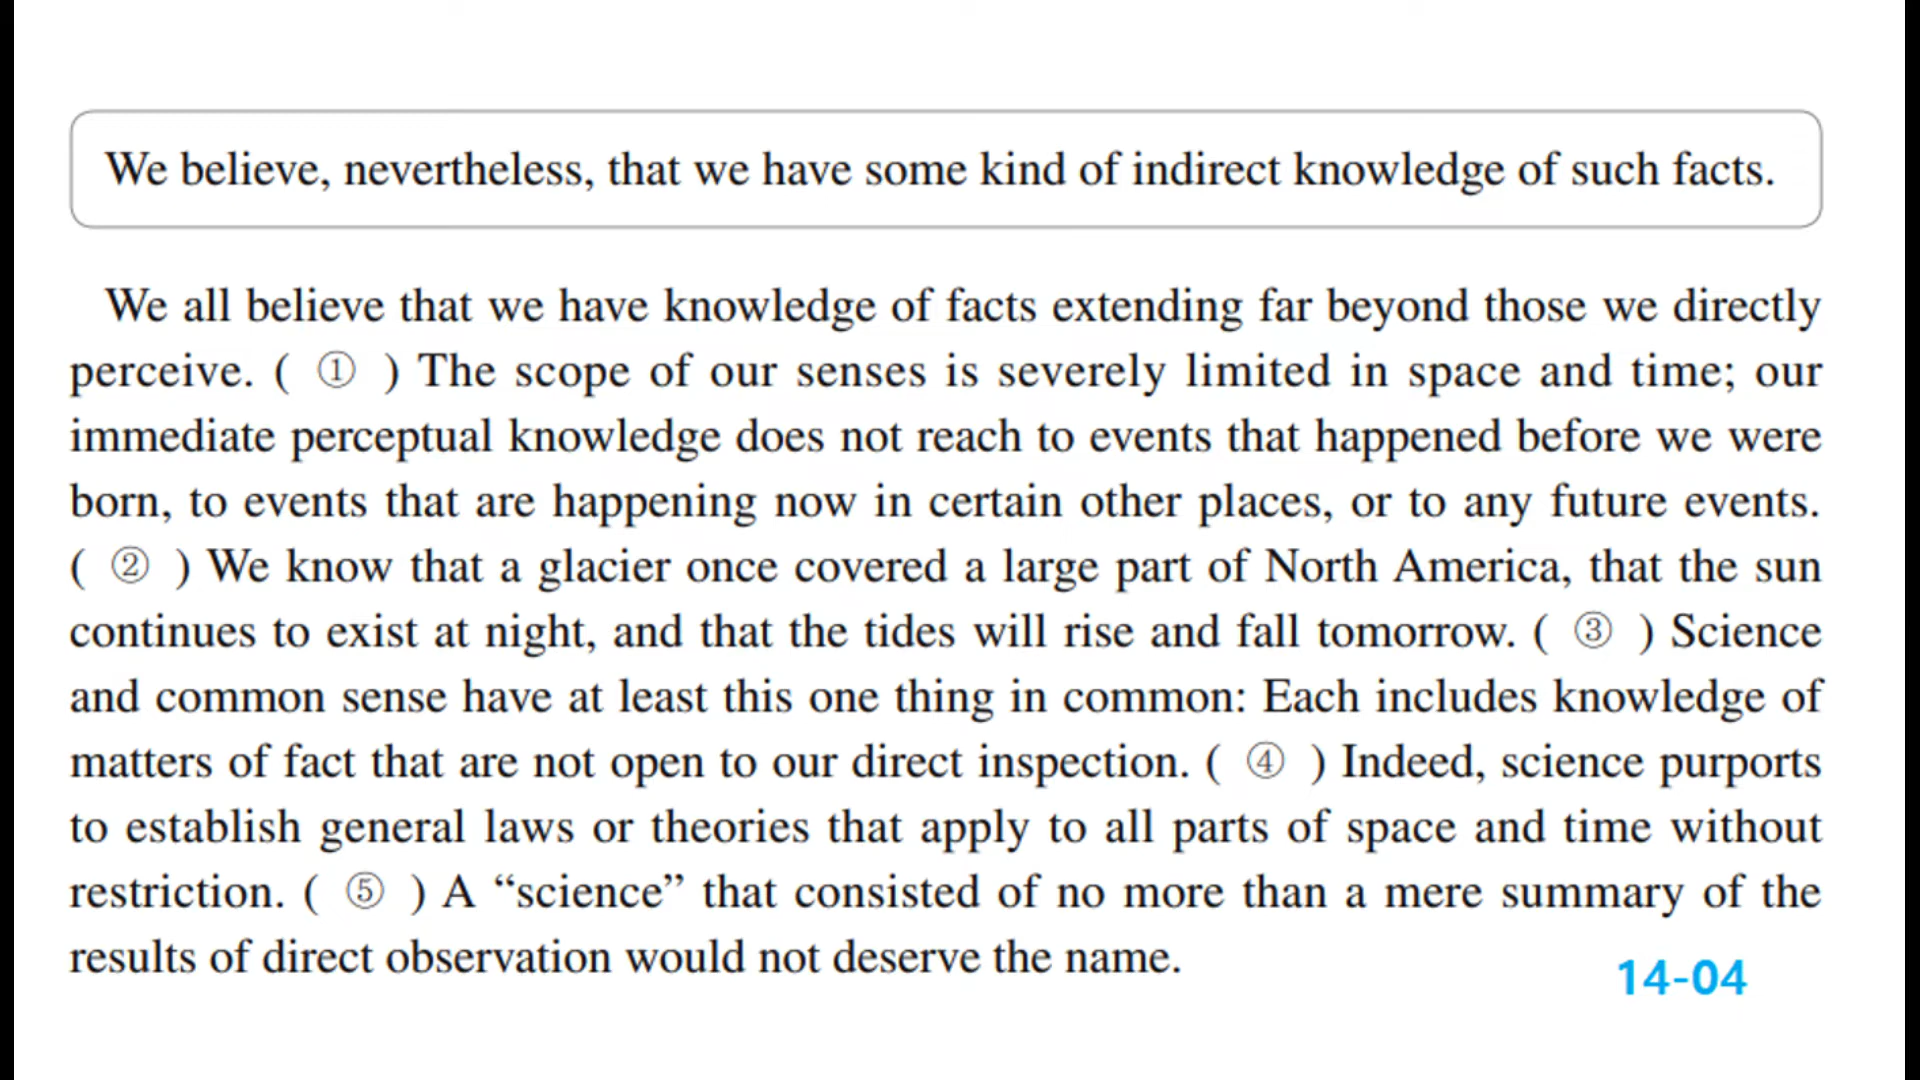 We believe, nevertheless, that we have some kind of indirect knowledge of such facts.
We all believe that we have knowledge of facts extending far beyond those we directly
perceive. ( ① ) The scope of our senses is severely limited in space and time; our
immediate perceptual knowledge does not reach to events that happened before we were
born, to events that are happening now in certain other places, or to any future events.
( ② ) We know that a glacier once covered a large part of North America, that the sun
continues to exist at night, and that the tides will rise and fall tomorrow. ( ③ ) Science
and common sense have at least this one thing in common: Each includes knowledge of
matters of fact that are not open to our direct inspection. ( ④ ) Indeed, science purports
to establish general laws or theories that apply to all parts of space and time without
restriction. ( ⑤ ) A “science” that consisted of no more than a mere summary of the
results of direct observation would not deserve the name.
14-04